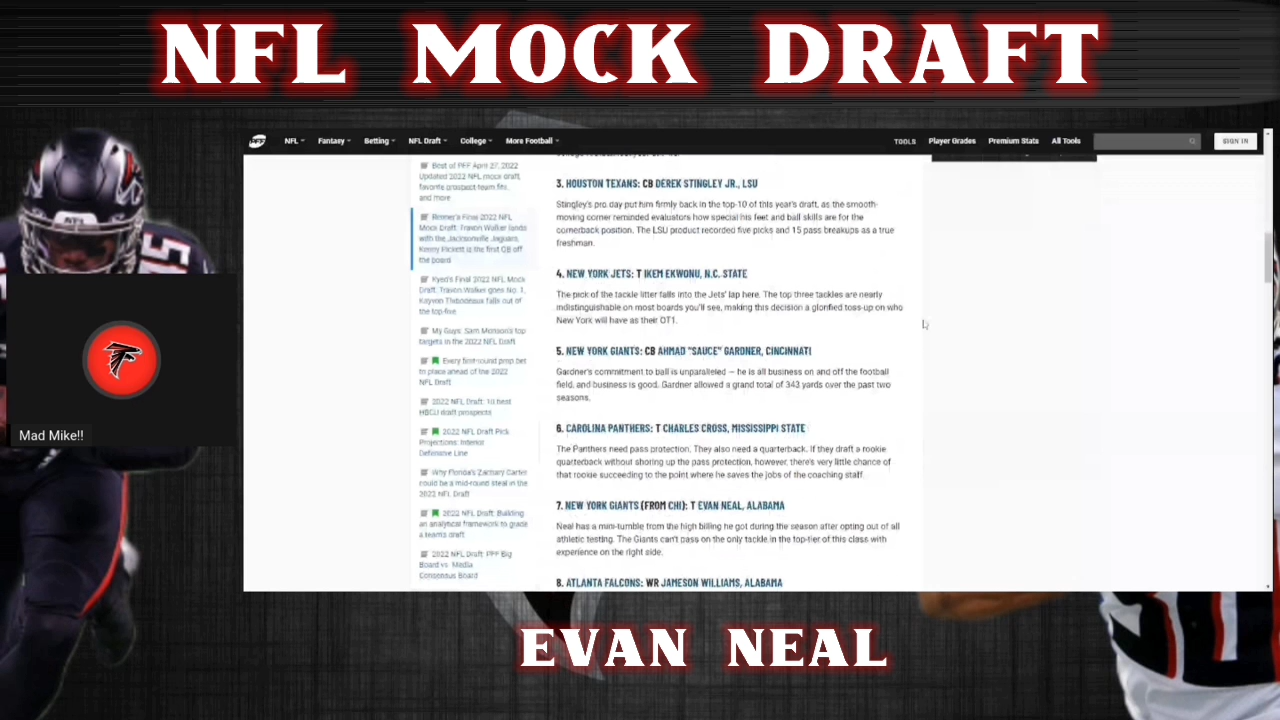 NFL MOCK DRAFT
PFF
NFL
Fantasy
Betting
NFL Draft
College
More Football
TOOLS
Player Grades
Premium Stats
All Tools
SIGN IN
Best of PFF April 27, 2022
Updated 2022 NFL mock draft,
favorite prospect team fits,
and more
Renner's Final 2022 NFL
Mock Draft: Travon Walker lands
with the Jacksonville Jaguars,
Kenny Pickett is the first QB off
the board
Kyed's Final 2022 NFL Mock
Draft: Travon Walker goes No. 1,
Kayvon Thibodeaux falls out of
the top-five
My Guys: Sam Monson's top
targets in the 2022 NFL Draft
Every first-round prop bet
to place ahead of the 2022
NFL Draft
2022 NFL Draft: 10 best
HBCU draft prospects
2022 NFL Draft Pick
Projections: Interior
Defensive Line
Why Florida's Zachary Carter
could be a mid-round steal in the
2022 NFL Draft
2022 NFL Draft: Building
an analytical framework to grade
a team's draft
2022 NFL Draft: PFF Big
Board vs. Media
Consensus Board
3. HOUSTON TEXANS: CB DEREK STINGLEY JR., LSU
Stingley's pro day put him firmly back in the top-10 of this year's draft, as the smooth-
moving corner reminded evaluators how special his feet and ball skills are for the
cornerback position. The LSU product recorded five picks and 15 pass breakups as a true
freshman.
4. NEW YORK JETS: T IKEM EKWONU, N.C. STATE
The pick of the tackle litter falls into the Jets' lap here. The top three tackles are nearly
indistinguishable on most boards you'll see, making this decision a glorified toss-up on who
New York will have as their OT1.
5. NEW YORK GIANTS: CB AHMAD "SAUCE" GARDNER, CINCINNATI
Gardner's commitment to ball is unparalleled — he is all business on and off the football
field, and business is good. Gardner allowed a grand total of 343 yards over the past two
seasons.
6. CAROLINA PANTHERS: T CHARLES CROSS, MISSISSIPPI STATE
The Panthers need pass protection. They also need a quarterback. If they draft a rookie
quarterback without shoring up the pass protection, however, there's very little chance of
that rookie succeeding to the point where he saves the jobs of the coaching staff.
7. NEW YORK GIANTS (FROM CHI): T EVAN NEAL, ALABAMA
Neal has a mini-tumble from the high billing he got during the season after opting out of all
athletic testing. The Giants can't pass on the only tackle in the top-tier of this class with
experience on the right side.
8. ATLANTA FALCONS: WR JAMESON WILLIAMS, ALABAMA
Mad Mike!!
EVAN NEAL